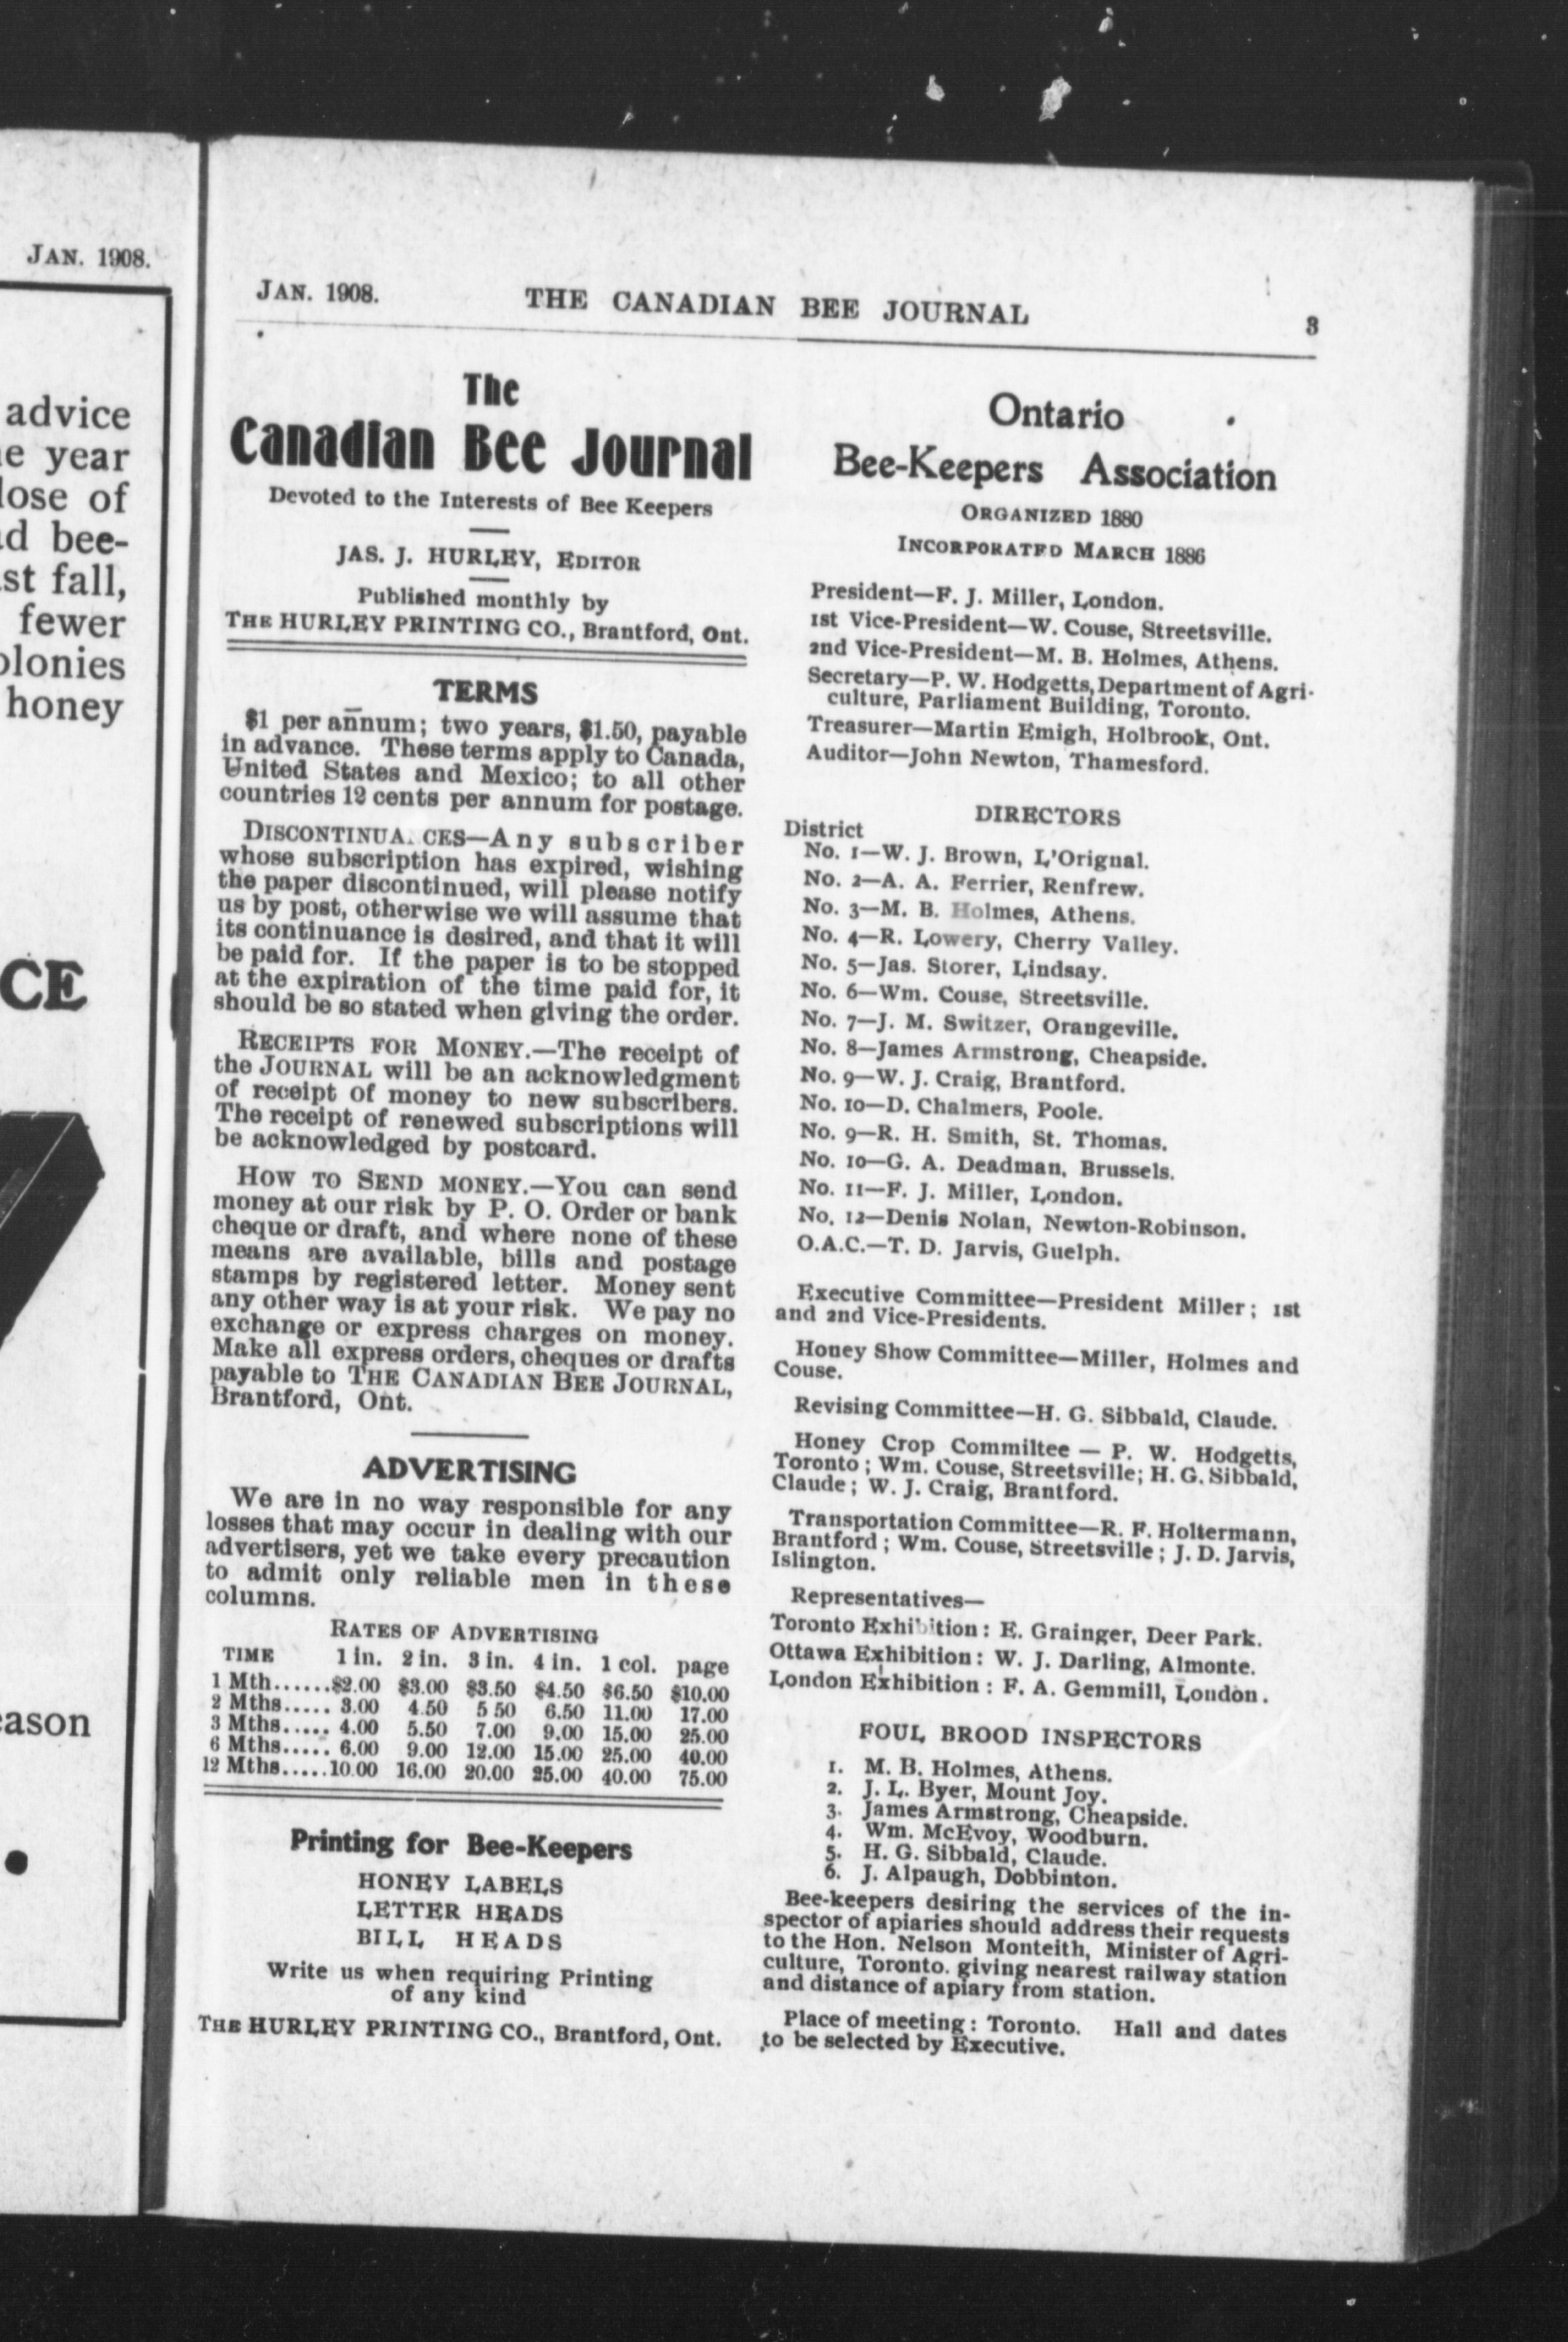 JAN. 1908.
advice
year
lose of
bee-
st fall,
fewer
olonies
honey
CE
ason
JAN. 1908. THE CANADIAN BEE JOURNAL 3
The
Canadian Bee Journal
Devoted to the Interests of Bee Keepers
JAS. J. HURLEY, EDITOR
Published monthly by
THE HURLEY PRINTING CO., Brantford, Ont.
TERMS
$1 per annum; two years, $1.50, payable
in advance. These terms apply to Canada,
United States and Mexico; to all other
countries 12 cents per annum for postage.
DISCONTINUA. CES—Any subscriber
whose subscription has expired, wishing
the paper discontinued, will please notify
us by post, otherwise we will assume that
its continuance is desired, and that it will
be paid for. If the paper is to be stopped
at the expiration of the time paid for, it
should be so stated when giving the order.
RECEIPTS FOR MONEY.—The receipt of
the JOURNAL will be an acknowledgment
of receipt of money to new subscribers.
The receipt of renewed subscriptions will
be acknowledged by postcard.
HOW TO SEND MONEY.—You can send
money at our risk by P. O. Order or bank
cheque or draft, and where none of these
means are available, bills and postage
stamps by registered letter. Money sent
any other way is at your risk. We pay no
exchange or express charges on money.
Make all express orders, cheques or drafts
payable to THE CANADIAN BEE JOURNAL,
Brantford, Ont.
ADVERTISING
We are in no way responsible for any
losses that may occur in dealing with our
advertisers, yet we take every precaution
to admit only reliable men in these
columns.
RATES OF ADVERTISING
TIME 1 in. 2 in. 3 in. 4 in. 1 col. page
1 Mth......$2.00 $3.00 $3.50 $4.50 $6.50 $10.00
2 Mths..... 3.00 4.50 5 50 6.50 11.00 17.00
3 Mths..... 4.00 5.50 7.00 9.00 15.00 25.00
6 Mths..... 6.00 9.00 12.00 15.00 25.00 40.00
12 Mths.....10.00 16.00 20.00 25.00 40.00 75.00
Printing for Bee-Keepers
HONEY LABELS
LETTER HEADS
BILL HEADS
Write us when requiring Printing
of any kind
THE HURLEY PRINTING CO., Brantford, Ont.
Ontario
Bee-Keepers Association
ORGANIZED 1880
INCORPORATED MARCH 1886
President—F. J. Miller, London.
1st Vice-President—W. Couse, Streetsville.
2nd Vice-President—M. B. Holmes, Athens.
Secretary—P. W. Hodgetts, Department of Agri-
culture, Parliament Building, Toronto.
Treasurer—Martin Emigh, Holbrook, Ont.
Auditor—John Newton, Thamesford.
DIRECTORS
District
No. 1—W. J. Brown, L'Orignal.
No. 2—A. A. Ferrier, Renfrew.
No. 3—M. B. Holmes, Athens.
No. 4—R. Lowery, Cherry Valley.
No. 5—Jas. Storer, Lindsay.
No. 6—Wm. Couse, Streetsville.
No. 7—J. M. Switzer, Orangeville.
No. 8—James Armstrong, Cheapside.
No. 9—W. J. Craig, Brantford.
No. 10—D. Chalmers, Poole.
No. 9—R. H. Smith, St. Thomas.
No. 10—G. A. Deadman, Brussels.
No. 11—F. J. Miller, London.
No. 12—Denis Nolan, Newton-Robinson.
O.A.C.—T. D. Jarvis, Guelph.
Executive Committee—President Miller; 1st
and 2nd Vice-Presidents.
Honey Show Committee—Miller, Holmes and
Couse.
Revising Committee—H. G. Sibbald, Claude.
Honey Crop Commiltee — P. W. Hodgetts,
Toronto; Wm. Couse, Streetsville; H. G. Sibbald,
Claude; W. J. Craig, Brantford.
Transportation Committee—R. F. Holtermann,
Brantford; Wm. Couse, Streetsville; J. D. Jarvis,
Islington.
Representatives—
Toronto Exhibition: E. Grainger, Deer Park.
Ottawa Exhibition: W. J. Darling, Almonte.
London Exhibition: F. A. Gemmill, London.
FOUL BROOD INSPECTORS
1. M. B. Holmes, Athens.
2. J. L. Byer, Mount Joy.
3. James Armstrong, Cheapside.
4. Wm. McEvoy, Woodburn.
5. H. G. Sibbald, Claude.
6. J. Alpaugh, Dobbinton.
Bee-keepers desiring the services of the in-
spector of apiaries should address their requests
to the Hon. Nelson Monteith, Minister of Agri-
culture, Toronto. giving nearest railway station
and distance of apiary from station.
Place of meeting: Toronto. Hall and dates
to be selected by Executive.